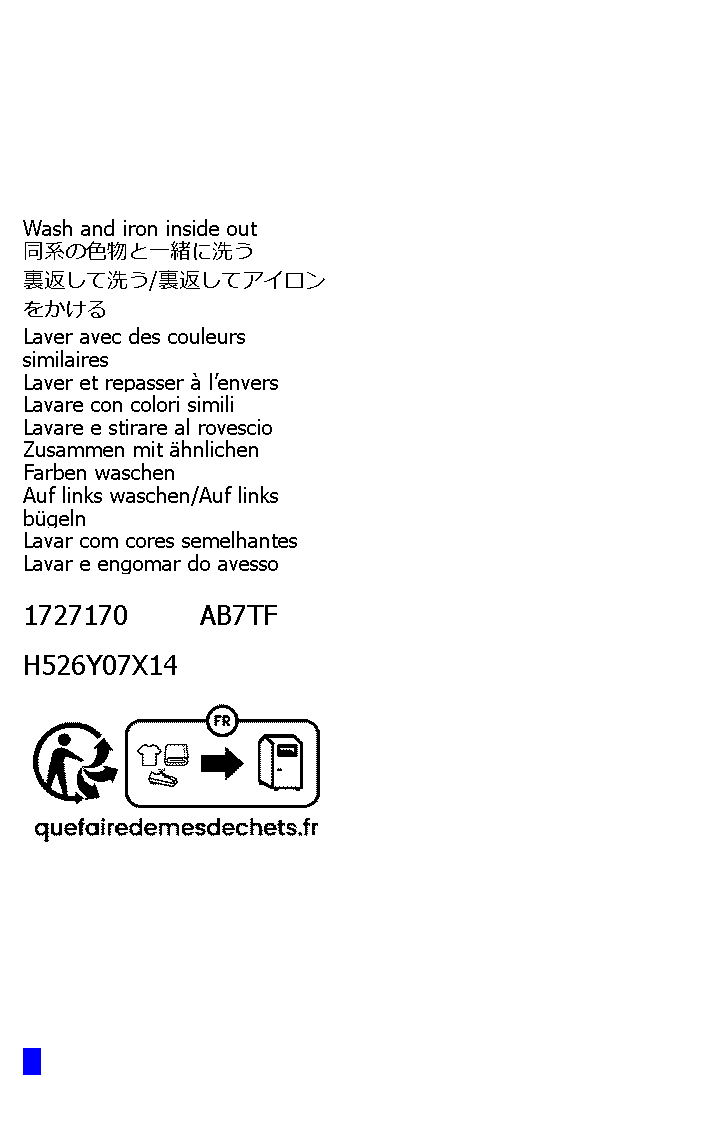 Wash and iron inside out
同系の色物と一緒に洗う
裏返して洗う/裏返してアイロン
をかける
Laver avec des couleurs
similaires
Laver et repasser à l’envers
Lavare con colori simili
Lavare e stirare al rovescio
Zusammen mit ähnlichen
Farben waschen
Auf links waschen/Auf links
bügeln
Lavar com cores semelhantes
Lavar e engomar do avesso
1727170 AB7TF
H526Y07X14
FR
quefairedemesdechets.fr